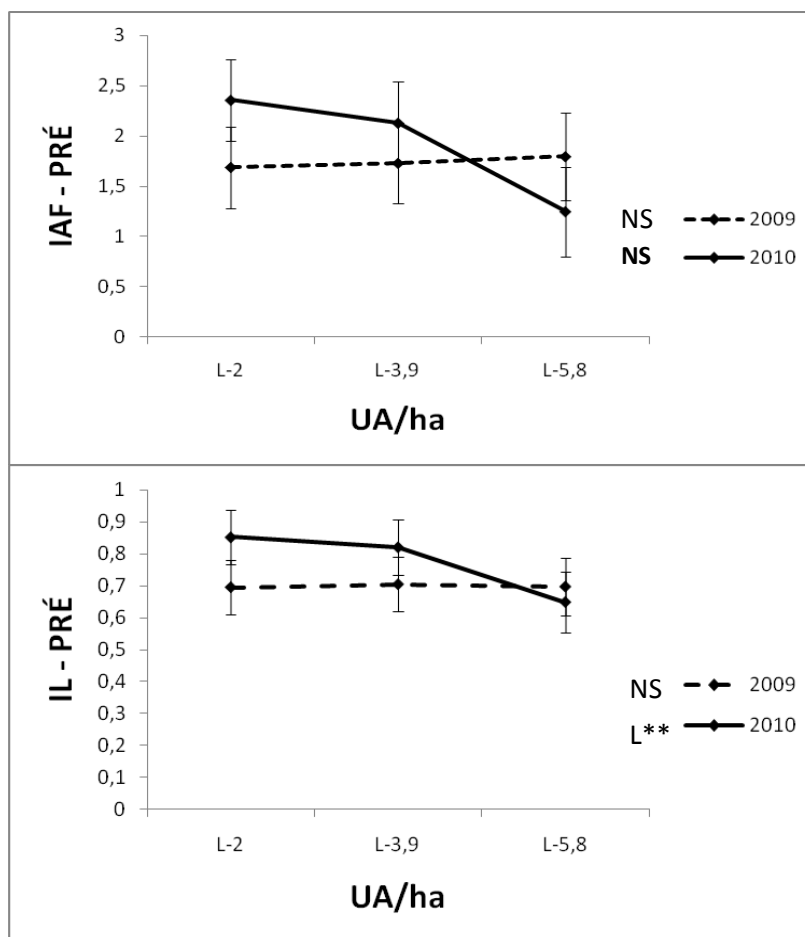 IAF - PRÉ
3
2,5
2
1,5
1
0,5
0
L-2 L-3,9 L-5,8
UA/ha
NS 2009
NS 2010
IL - PRÉ
1
0,9
0,8
0,7
0,6
0,5
0,4
0,3
0,2
0,1
0
L-2 L-3,9 L-5,8
UA/ha
NS 2009
L** 2010